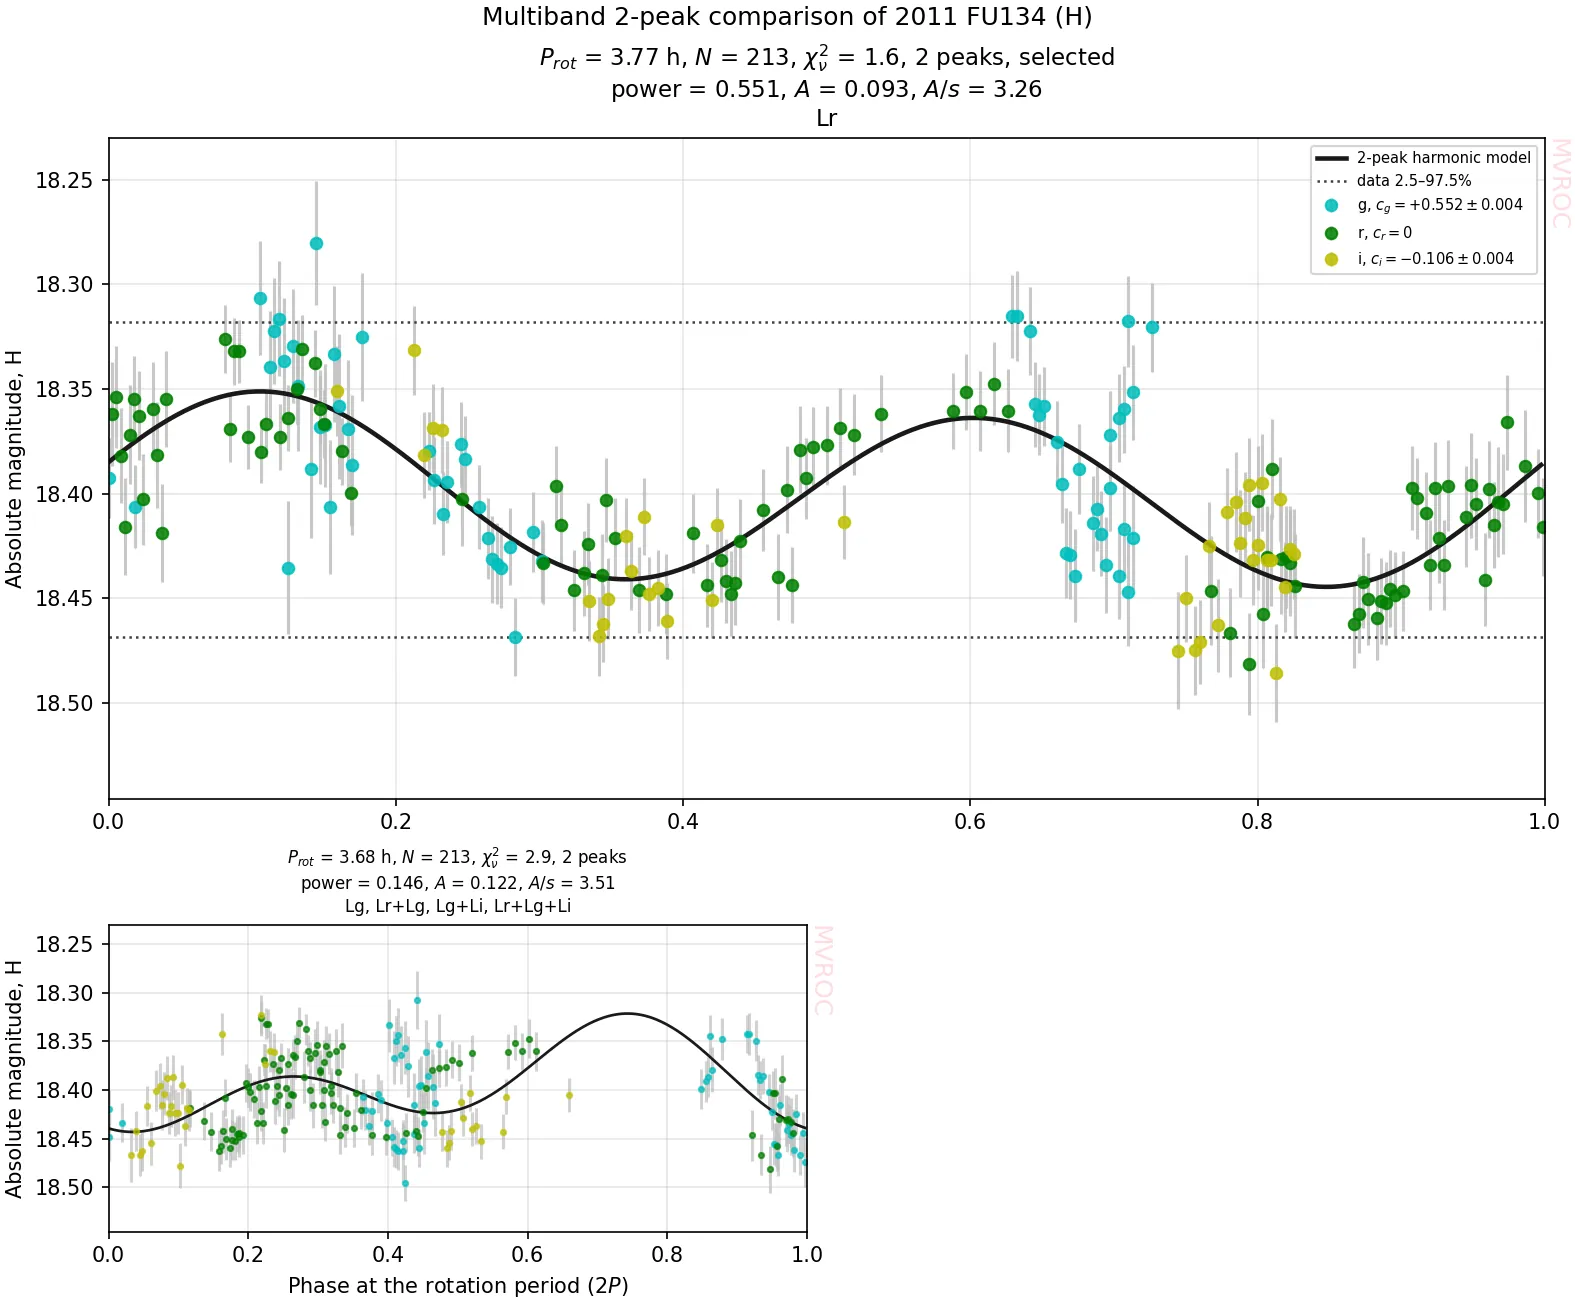 Multiband 2-peak comparison of 2011 FU134 (H)
P_rot = 3.77 h, N = 213, χ²_ν = 1.6, 2 peaks, selected
power = 0.551, A = 0.093, A/s = 3.26
Lr
MVROC
2-peak harmonic model
data 2.5–97.5%
g, c_g = +0.552 ± 0.004
r, c_r = 0
i, c_i = −0.106 ± 0.004
Absolute magnitude, H
18.25
18.30
18.35
18.40
18.45
18.50
0.0 0.2 0.4 0.6 0.8 1.0
P_rot = 3.68 h, N = 213, χ²_ν = 2.9, 2 peaks
power = 0.146, A = 0.122, A/s = 3.51
Lg, Lr+Lg, Lg+Li, Lr+Lg+Li
MVROC
Absolute magnitude, H
18.25
18.30
18.35
18.40
18.45
18.50
0.0 0.2 0.4 0.6 0.8 1.0
Phase at the rotation period (2P)